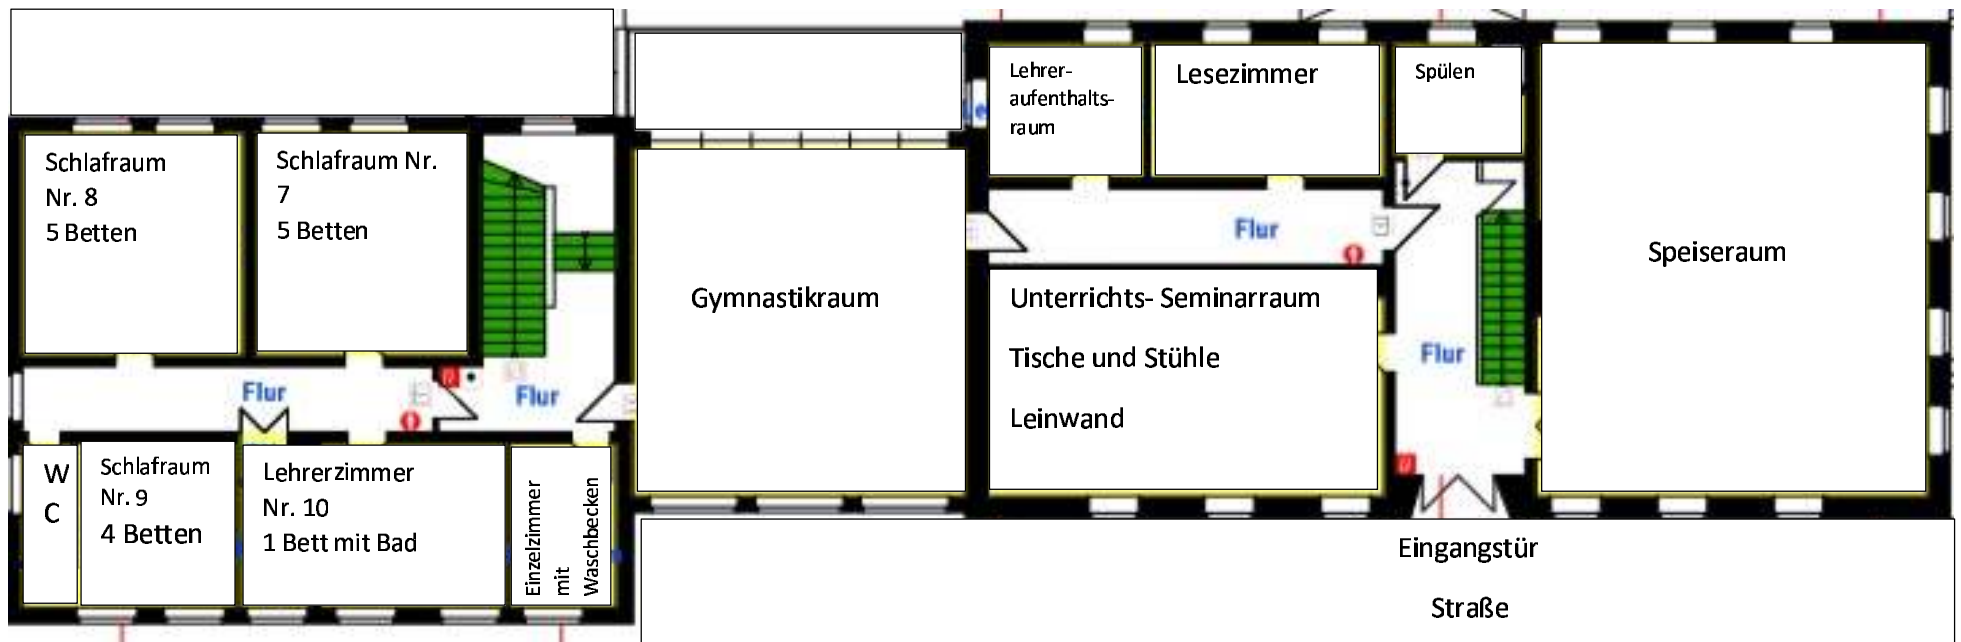 Schlafraum
Nr. 8
5 Betten
Schlafraum Nr.
7
5 Betten
Flur
Flur
W
C
Schlafraum
Nr. 9
4 Betten
Lehrerzimmer
Nr. 10
1 Bett mit Bad
Einzelzimmer
mit
Waschbecken
Gymnastikraum
Lehrer-
aufenthalts-
raum
Lesezimmer
Spülen
Flur
Unterrichts- Seminarraum
Tische und Stühle
Leinwand
Flur
Speiseraum
Eingangstür
Straße